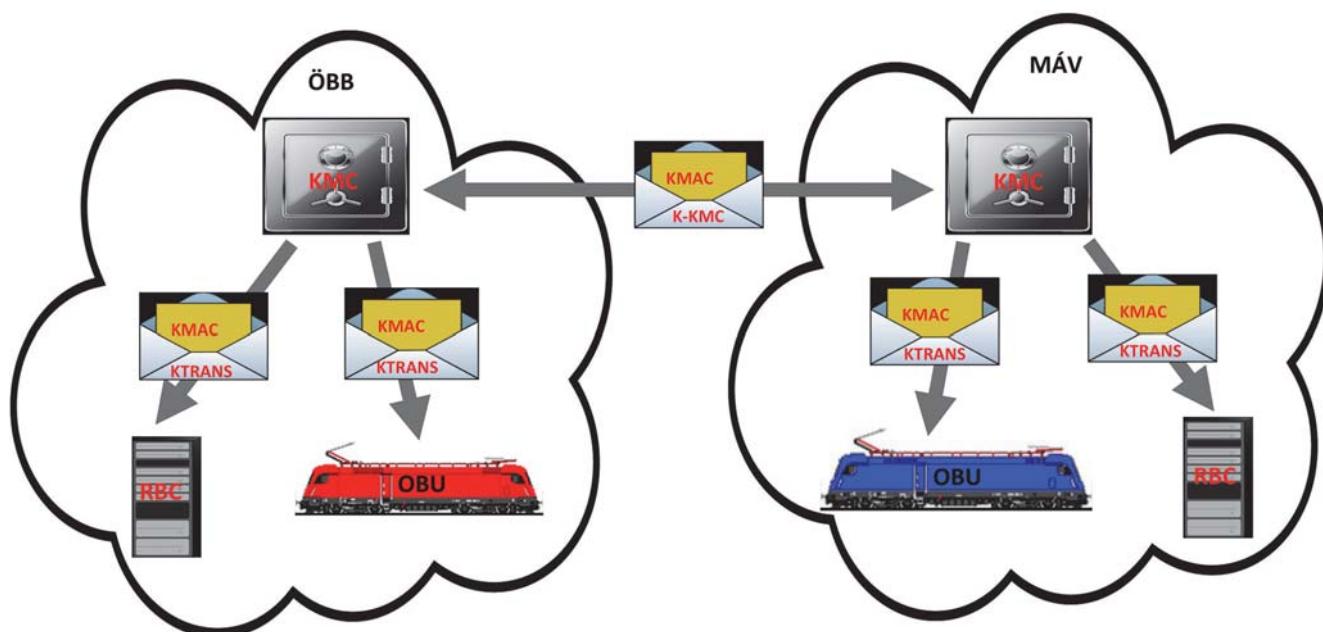 ÖBB
MÁV
KMC
KMAC
K-KMC
KMC
KMAC
KTRANS
KMAC
KTRANS
KMAC
KTRANS
KMAC
KTRANS
RBC
OBU
OBU
RBC